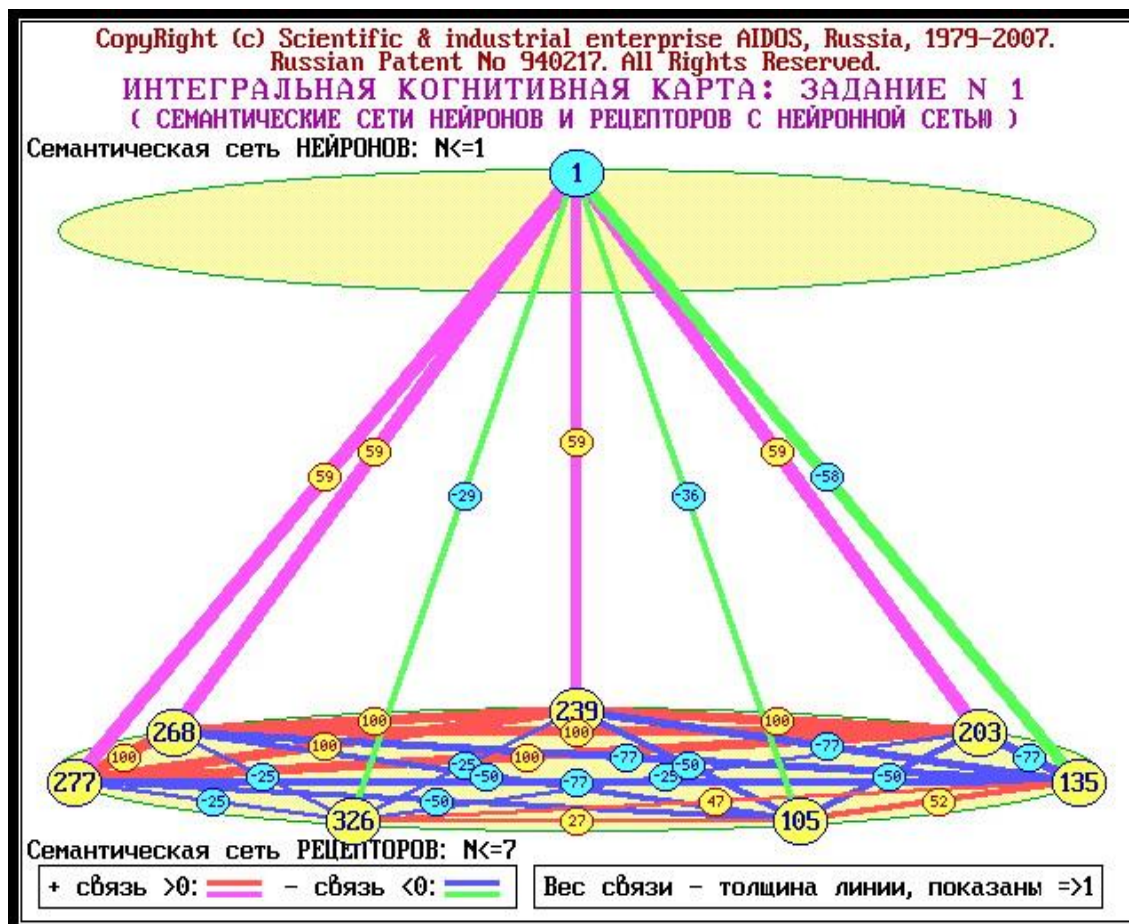 CopyRight (c) Scientific & industrial enterprise AIDOS, Russia, 1979-2007.
Russian Patent No 940217. All Rights Reserved.
ИНТЕГРАЛЬНАЯ КОГНИТИВНАЯ КАРТА: ЗАДАНИЕ N 1
( СЕМАНТИЧЕСКИЕ СЕТИ НЕЙРОНОВ И РЕЦЕПТОРОВ С НЕЙРОННОЙ СЕТЬЮ )
Семантическая сеть НЕЙРОНОВ: N<=1
1
59 59 59 59 -58
-29 -36
268 239 203
100 100 100
100 100 100 -77 -77 -77
277 -25 -25 -50 -77 -25 -50 -50 135
-25 -50 47 52
326 27 105
Семантическая сеть РЕЦЕПТОРОВ: N<=7
+ связь >0: - связь <0: Вес связи - толщина линии, показаны =>1